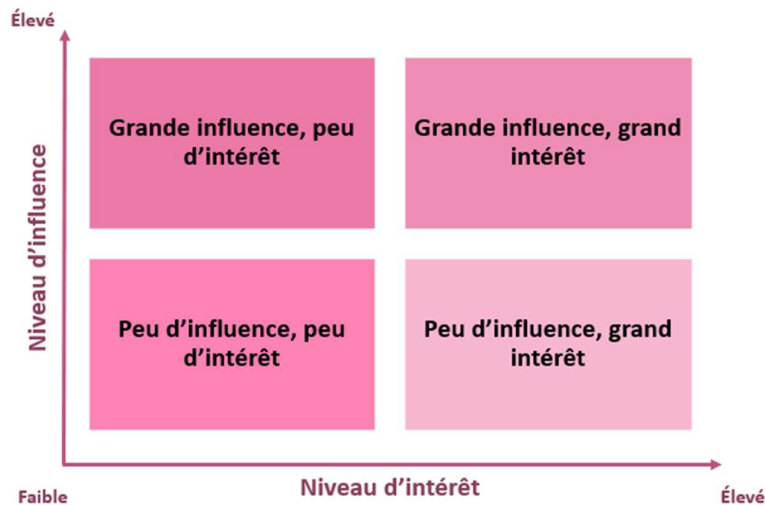 Élevé
Niveau d’influence
Grande influence, peu
d’intérêt
Grande influence, grand
intérêt
Peu d’influence, peu
d’intérêt
Peu d’influence, grand
intérêt
Faible
Niveau d’intérêt
Élevé